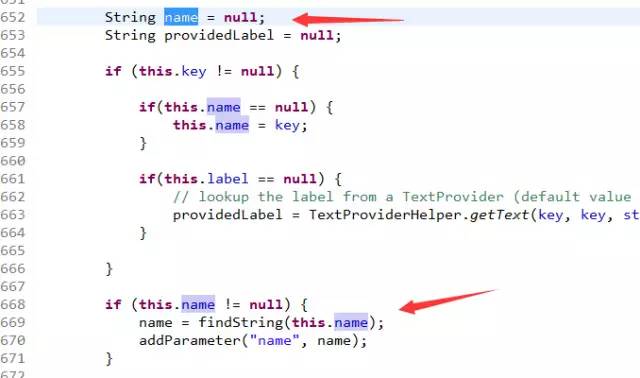 651
652 String name = null;
653 String providedLabel = null;
654
655 if (this.key != null) {
656
657 if(this.name == null) {
658 this.name = key;
659 }
660
661 if(this.label == null) {
662 // lookup the label from a TextProvider (default value
663 providedLabel = TextProviderHelper.getText(key, key, st
664 }
665
666 }
667
668 if (this.name != null) {
669 name = findString(this.name);
670 addParameter("name", name);
671 }
672